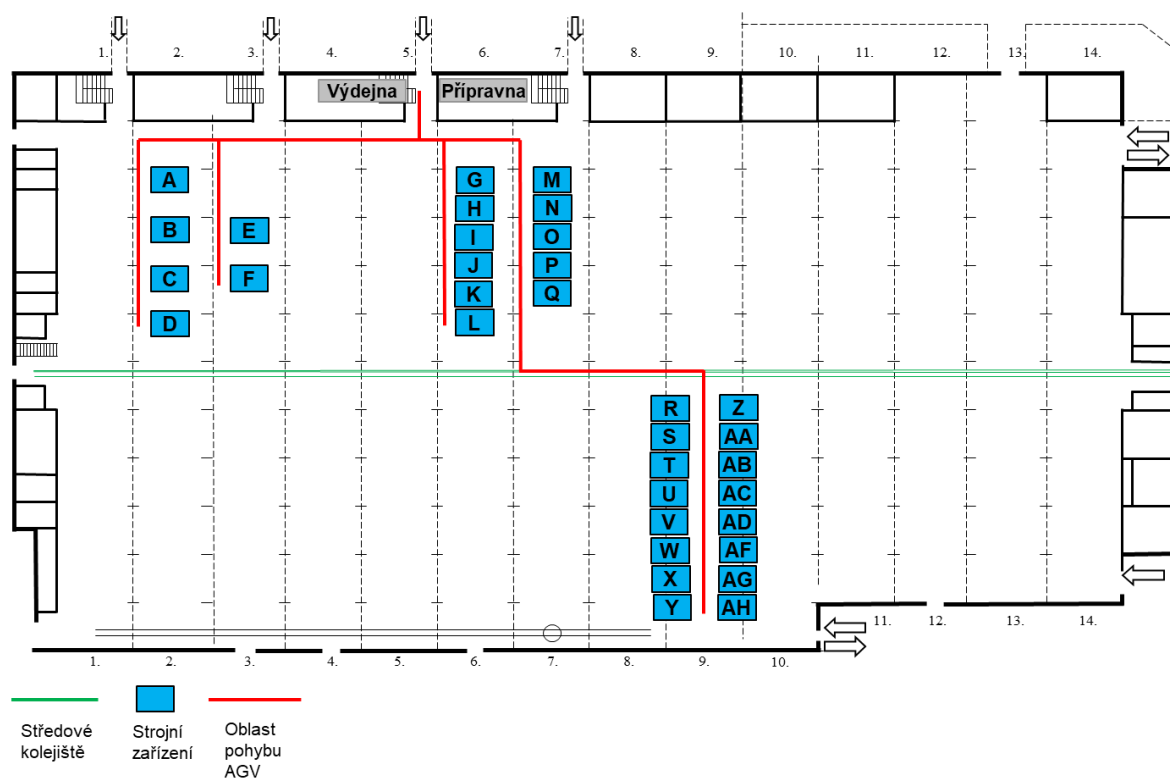 1. 2. 3. 4. 5. 6. 7. 8. 9. 10. 11. 12. 13. 14.
Výdejna Přípravna
A G M
B E H N
I O
C F J P
K Q
D L
R Z
S AA
T AB
U AC
V AD
W AF
X AG
Y AH
11. 12. 13. 14.
1. 2. 3. 4. 5. 6. 7. 8. 9. 10.
Středové
kolejiště
Strojní
zařízení
Oblast
pohybu
AGV